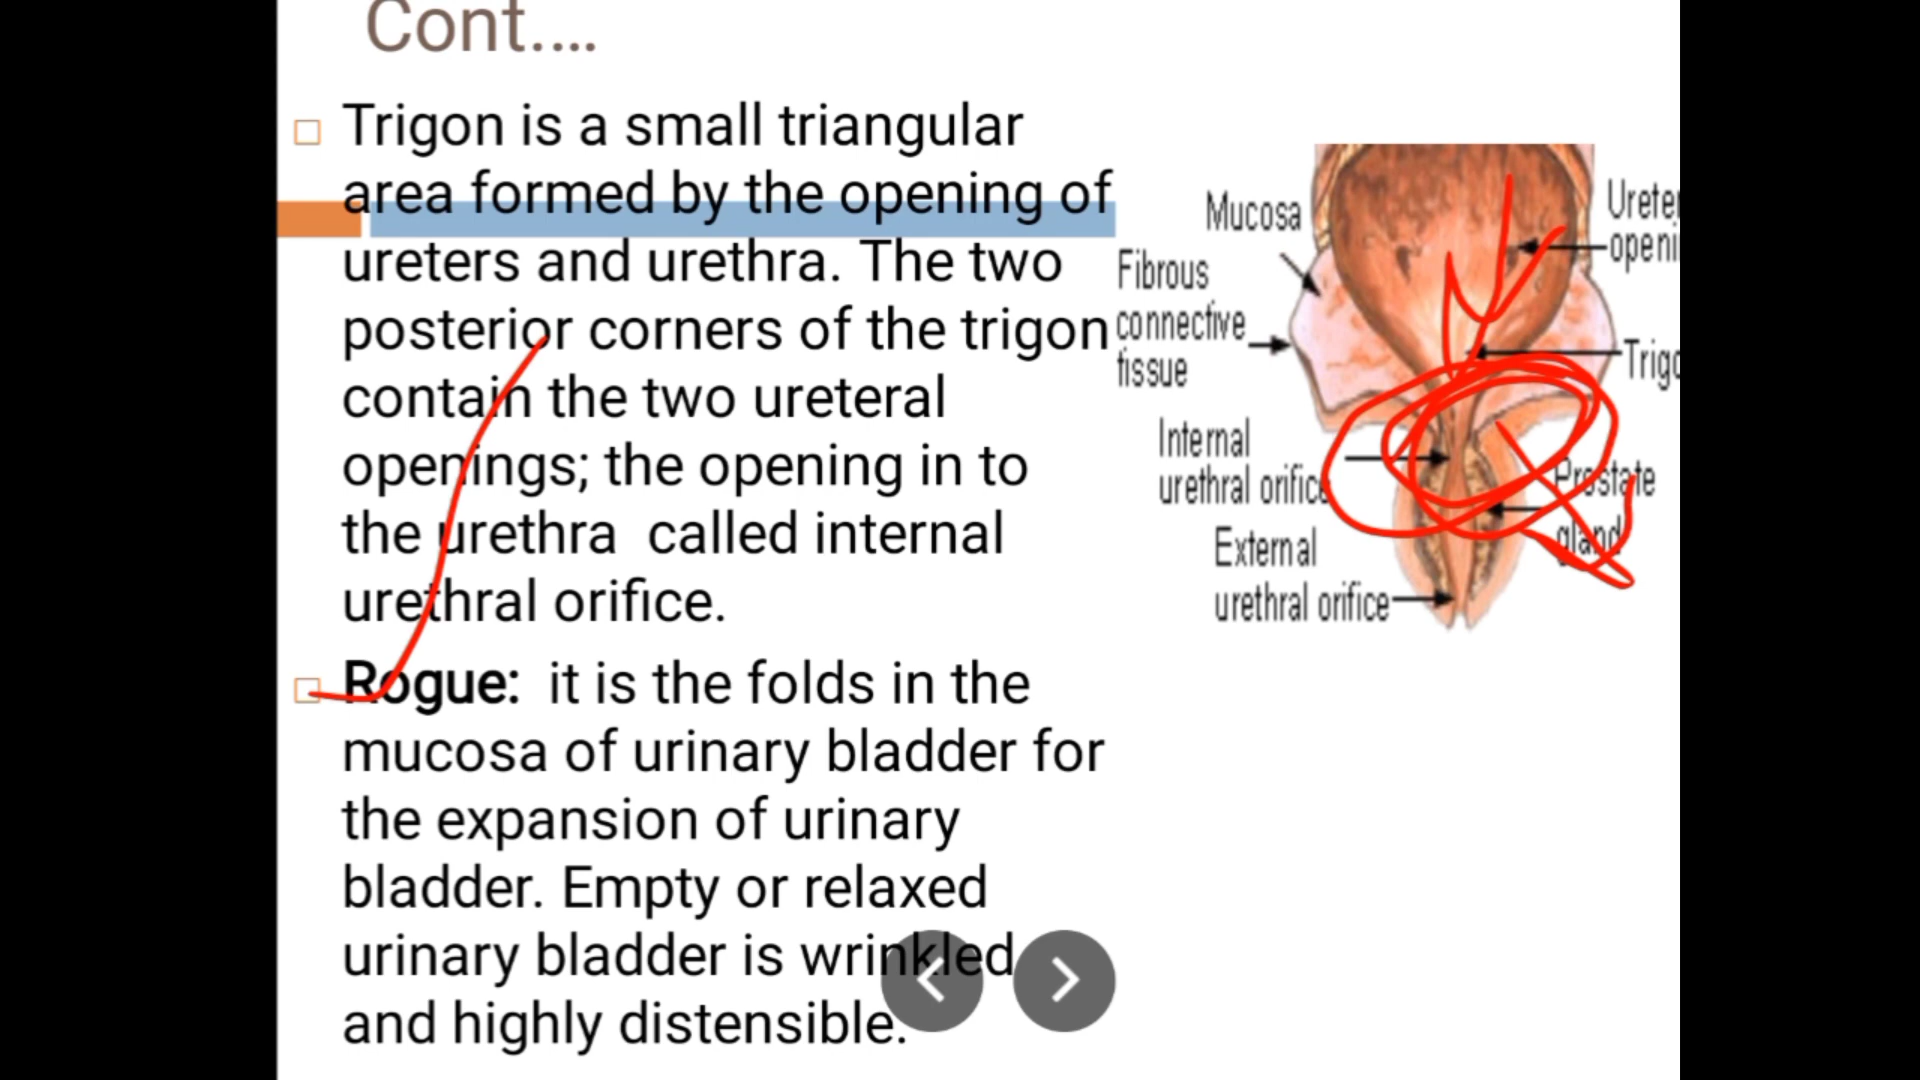 Cont....
Trigon is a small triangular
area formed by the opening of
ureters and urethra. The two
posterior corners of the trigon
contain the two ureteral
openings; the opening in to
the urethra called internal
urethral orifice.
Rogue: it is the folds in the
mucosa of urinary bladder for
the expansion of urinary
bladder. Empty or relaxed
urinary bladder is wrinkled
and highly distensible.
Mucosa
Fibrous
connective
tissue
Internal
urethral orifice
External
urethral orifice
Ureter
openi
Trigo
Prostate
gland